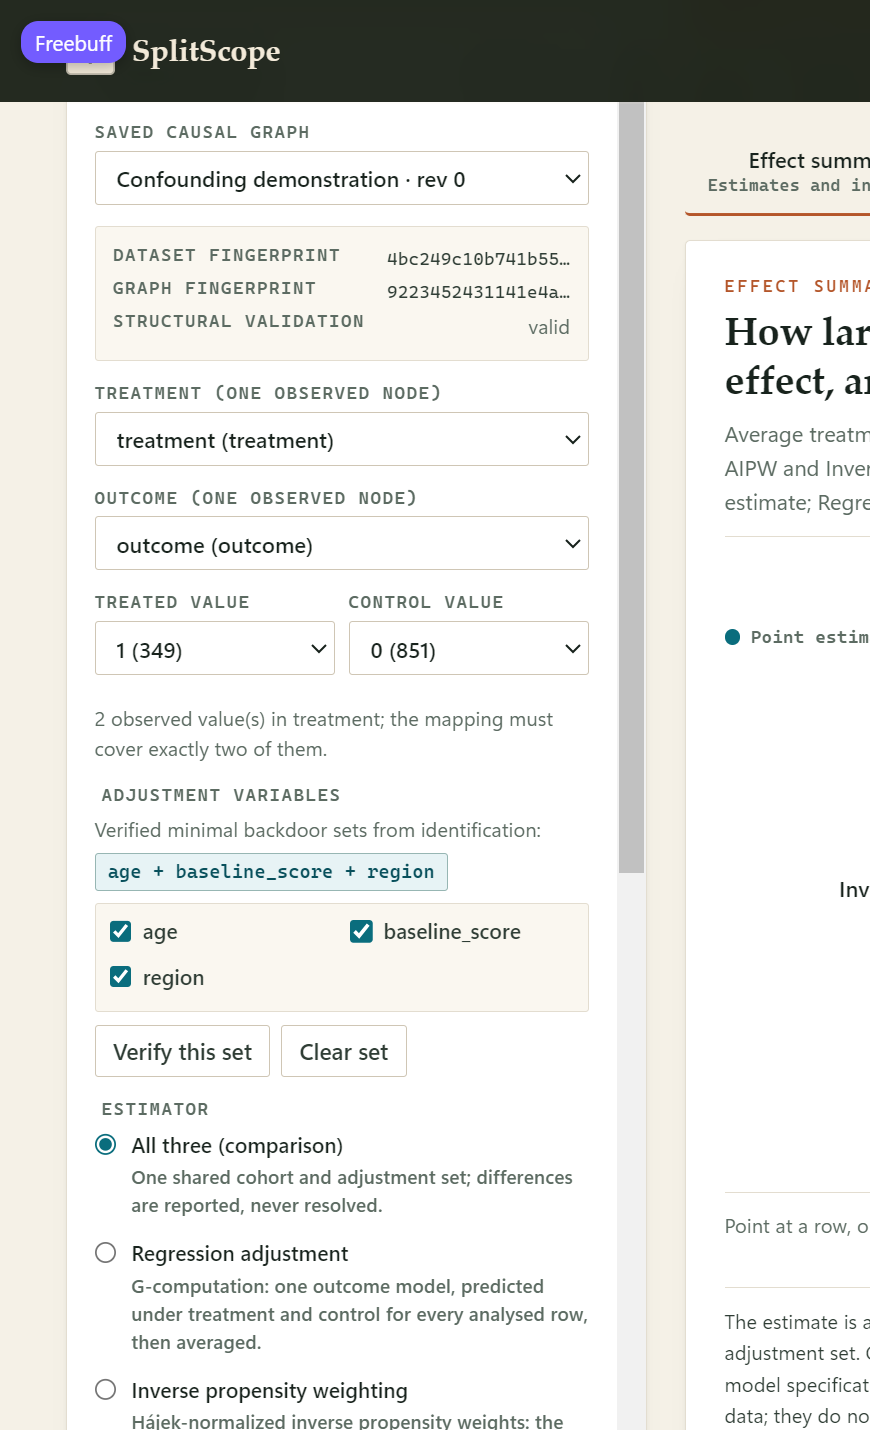 Freebuff
SplitScope
SAVED CAUSAL GRAPH
Confounding demonstration · rev 0
DATASET FINGERPRINT 4bc249c10b741b55…
GRAPH FINGERPRINT 9223452431141e4a…
STRUCTURAL VALIDATION valid
TREATMENT (ONE OBSERVED NODE)
treatment (treatment)
OUTCOME (ONE OBSERVED NODE)
outcome (outcome)
TREATED VALUE CONTROL VALUE
1 (349) 0 (851)
2 observed value(s) in treatment; the mapping must
cover exactly two of them.
ADJUSTMENT VARIABLES
Verified minimal backdoor sets from identification:
age + baseline_score + region
age baseline_score
region
Verify this set Clear set
ESTIMATOR
All three (comparison)
One shared cohort and adjustment set; differences
are reported, never resolved.
Regression adjustment
G-computation: one outcome model, predicted
under treatment and control for every analysed row,
then averaged.
Inverse propensity weighting
Hájek-normalized inverse propensity weights: the
Effect summ
Estimates and in
EFFECT SUMMA
How lar
effect, a
Average treatm
AIPW and Inver
estimate; Regre
Point estim
Inv
Point at a row, o
The estimate is a
adjustment set.
model specificat
data; they do no